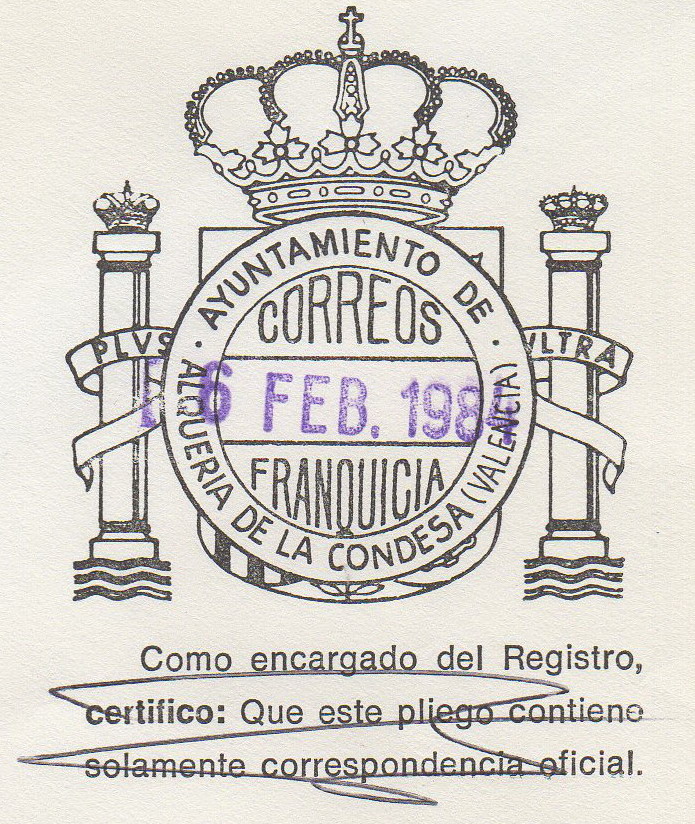 AYUNTAMIENTO DE
CORREOS
PLVS
VLTRA
6 FEB.
FRANQUICIA
ALQUERIA DE LA CONDESA (VALENCIA)
Como encargado del Registro,
certifico: Que este pliego contiene
solamente correspondencia oficial.